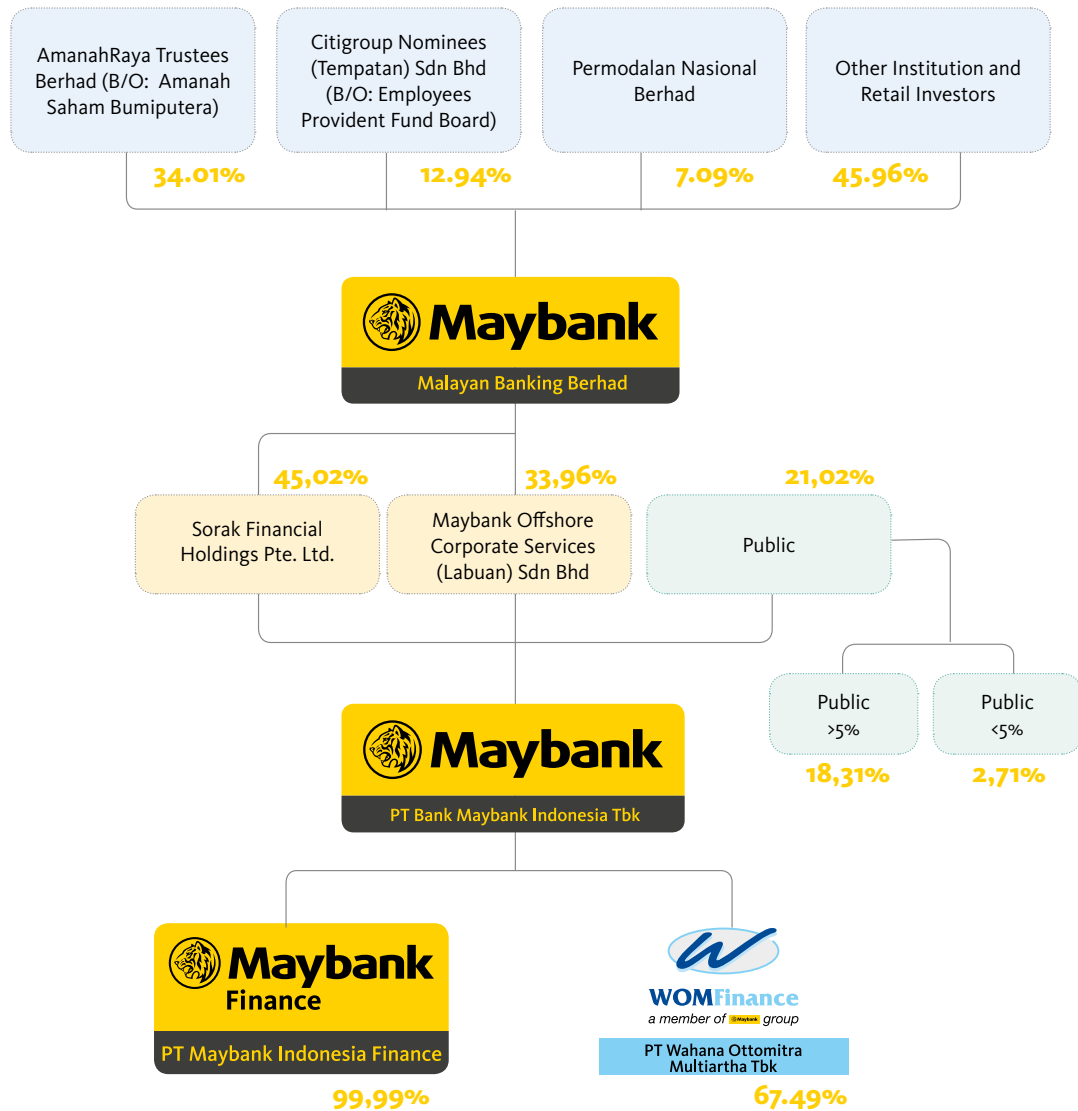 AmanahRaya Trustees
Berhad (B/O: Amanah
Saham Bumiputera)
34.01%
Citigroup Nominees
(Tempatan) Sdn Bhd
(B/O: Employees
Provident Fund Board)
12.94%
Permodalan Nasional
Berhad
7.09%
Other Institution and
Retail Investors
45.96%
Maybank
Malayan Banking Berhad
45,02%
Sorak Financial
Holdings Pte. Ltd.
33,96%
Maybank Offshore
Corporate Services
(Labuan) Sdn Bhd
21,02%
Public
Public
>5%
18,31%
Public
<5%
2,71%
Maybank
PT Bank Maybank Indonesia Tbk
Maybank
Finance
PT Maybank Indonesia Finance
99,99%
W
WOMFinance
a member of Maybank group
PT Wahana Ottomitra
Multiartha Tbk
67.49%